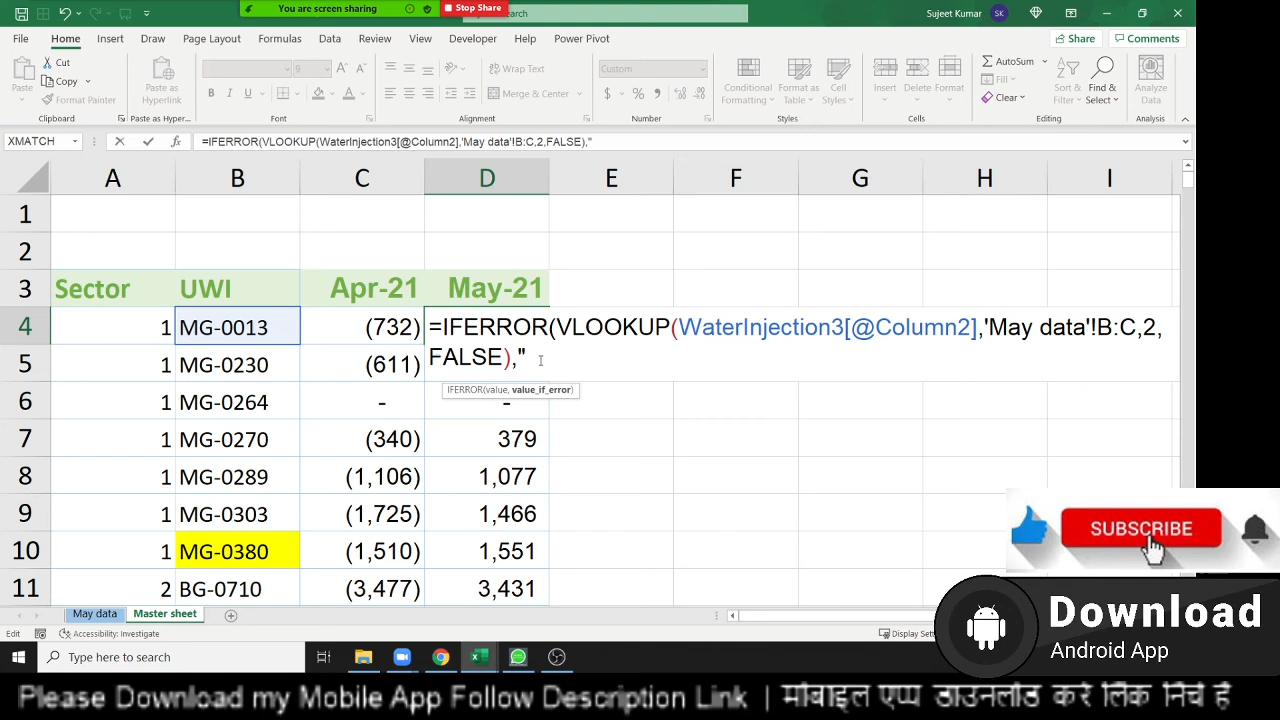 You are screen sharing
Stop Share
Search
Sujeet Kumar SK
File Home Insert Draw Page Layout Formulas Data Review View Developer Help Power Pivot Share Comments
Paste Cut Copy Format Painter
Paste as Hyperlink
9
B I U
Wrap Text
Merge & Center
Custom
Conditional Formatting
Format as Table
Cell Styles
Insert Delete Format
AutoSum
Fill
Clear
Sort & Filter
Find & Select
Analyze Data
Clipboard Paste as Hyper... Font Alignment Number Styles Cells Editing Analysis
XMATCH =IFERROR(VLOOKUP(WaterInjection3[@Column2],'May data'!B:C,2,FALSE),"
A B C D E F G H I
1
2
3 Sector UWI Apr-21 May-21
4 1 MG-0013 (732) =IFERROR(VLOOKUP(WaterInjection3[@Column2],'May data'!B:C,2,
FALSE),"
5 1 MG-0230 (611)
IFERROR(value, value_if_error)
6 1 MG-0264 - -
7 1 MG-0270 (340) 379
8 1 MG-0289 (1,106) 1,077
9 1 MG-0303 (1,725) 1,466
10 1 MG-0380 (1,510) 1,551
11 2 BG-0710 (3,477) 3,431
SUBSCRIBE
May data Master sheet
Edit Accessibility: Investigate Display Set
Download
Android App
Type here to search
Please Download my Mobile App Follow Description Link | मोबाइल एप्प डाउनलोड करे लिंक निचे है